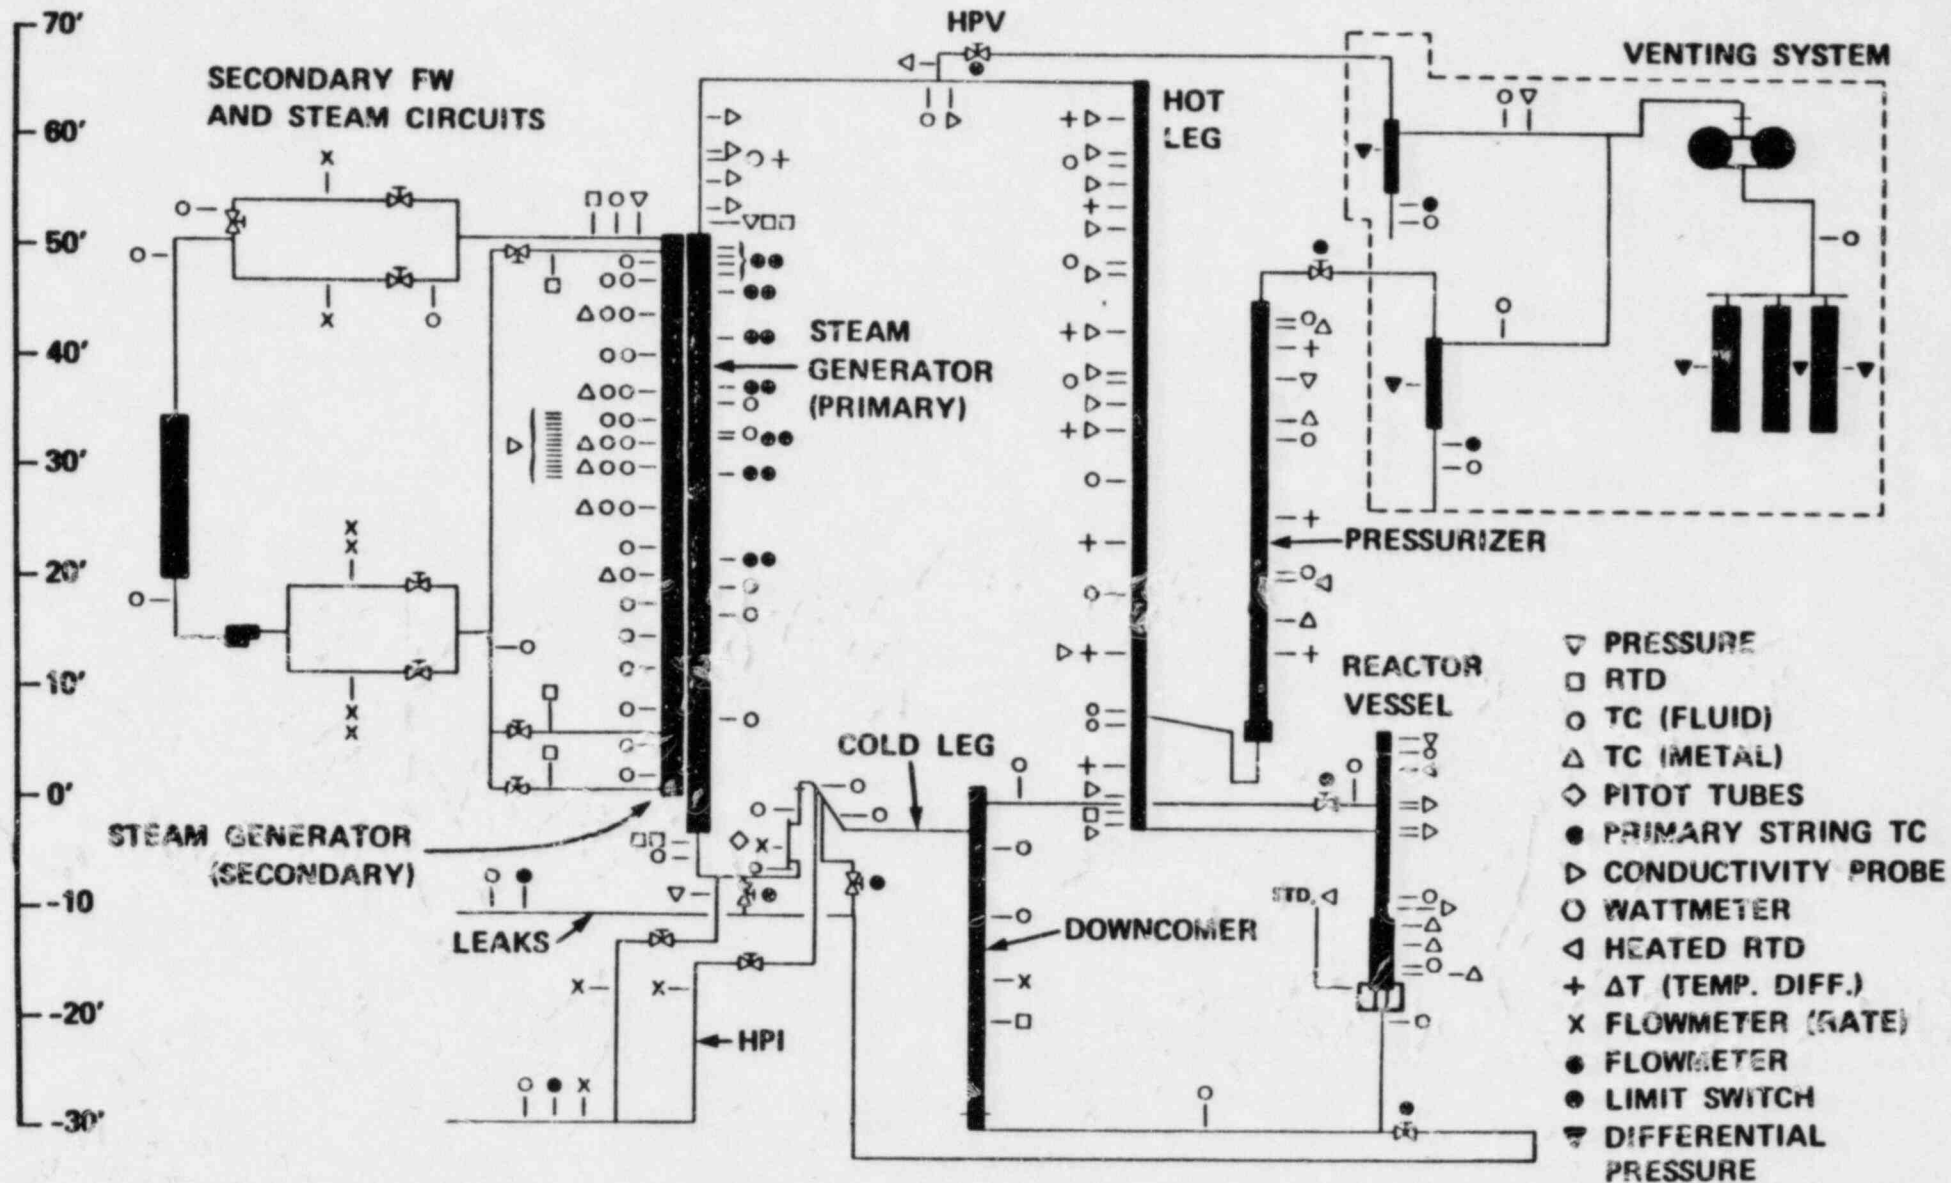 70'
60'
50'
40'
30'
20'
10'
0'
-10
-20'
-30'
SECONDARY FW
AND STEAM CIRCUITS
HPV
VENTING SYSTEM
HOT
LEG
STEAM
GENERATOR
(PRIMARY)
PRESSURIZER
REACTOR
VESSEL
COLD LEG
STEAM GENERATOR
(SECONDARY)
LEAKS
DOWNCOMER
STD.
HPI
PRESSURE
RTD
TC (FLUID)
TC (METAL)
PITOT TUBES
PRIMARY STRING TC
CONDUCTIVITY PROBE
WATTMETER
HEATED RTD
+ ΔT (TEMP. DIFF.)
X FLOWMETER (RATE)
FLOWMETER
LIMIT SWITCH
DIFFERENTIAL
PRESSURE